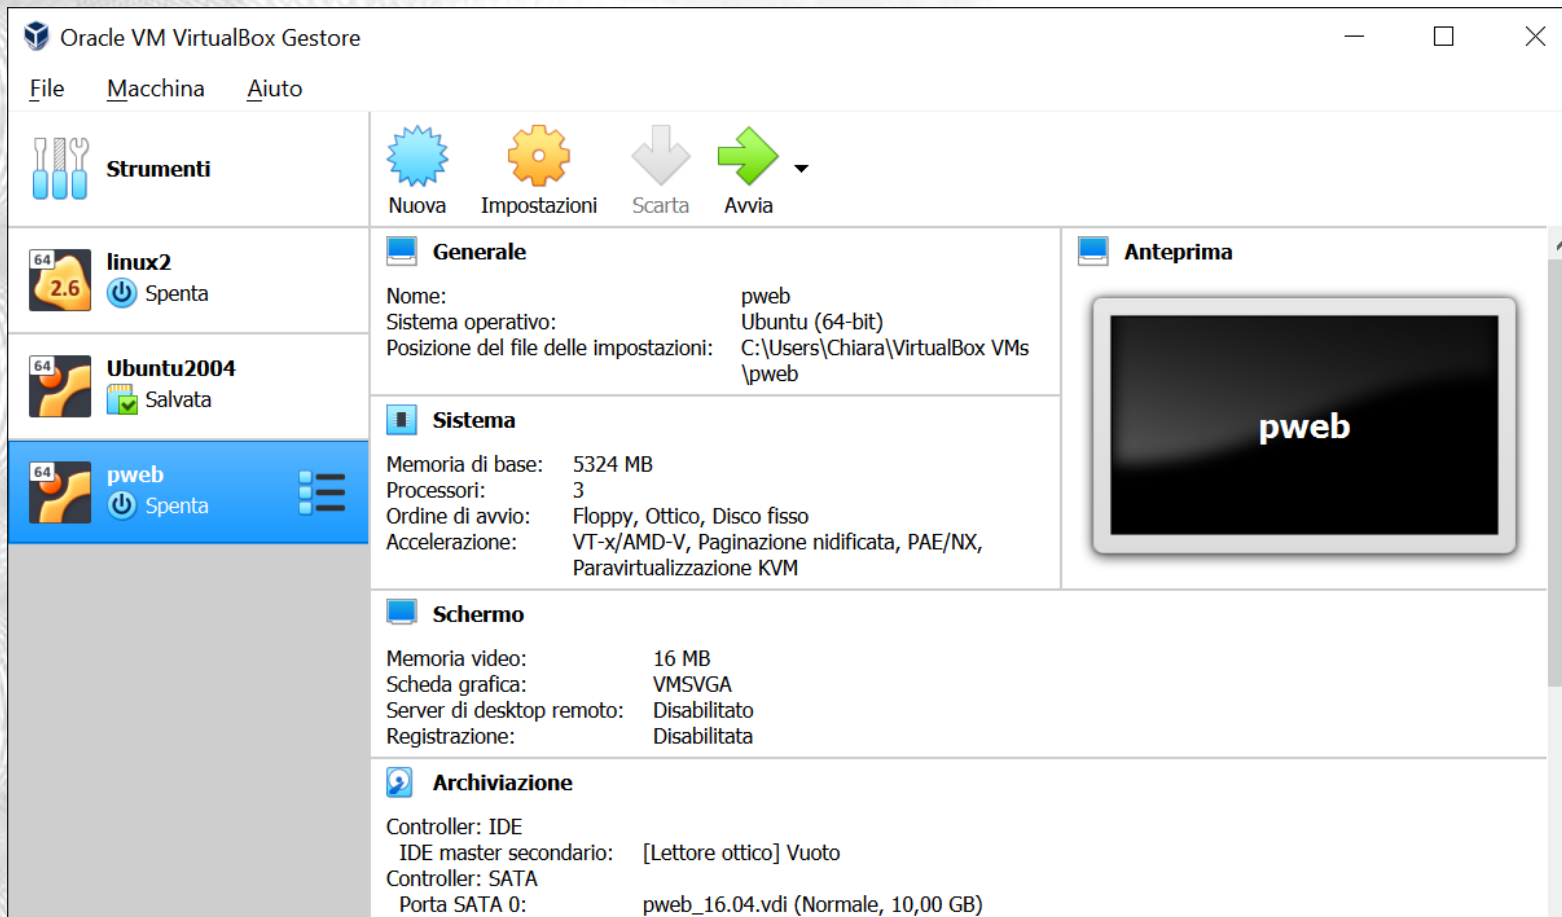 Oracle VM VirtualBox Gestore
File Macchina Aiuto
Strumenti
Nuova Impostazioni Scarta Avvia
64
2.6
linux2
Spenta
64
Ubuntu2004
Salvata
64
pweb
Spenta
Generale
Nome: pweb
Sistema operativo: Ubuntu (64-bit)
Posizione del file delle impostazioni: C:\Users\Chiara\VirtualBox VMs
\pweb
Anteprima
pweb
Sistema
Memoria di base: 5324 MB
Processori: 3
Ordine di avvio: Floppy, Ottico, Disco fisso
Accelerazione: VT-x/AMD-V, Paginazione nidificata, PAE/NX,
Paravirtualizzazione KVM
Schermo
Memoria video: 16 MB
Scheda grafica: VMSVGA
Server di desktop remoto: Disabilitato
Registrazione: Disabilitata
Archiviazione
Controller: IDE
IDE master secondario: [Lettore ottico] Vuoto
Controller: SATA
Porta SATA 0: pweb_16.04.vdi (Normale, 10,00 GB)